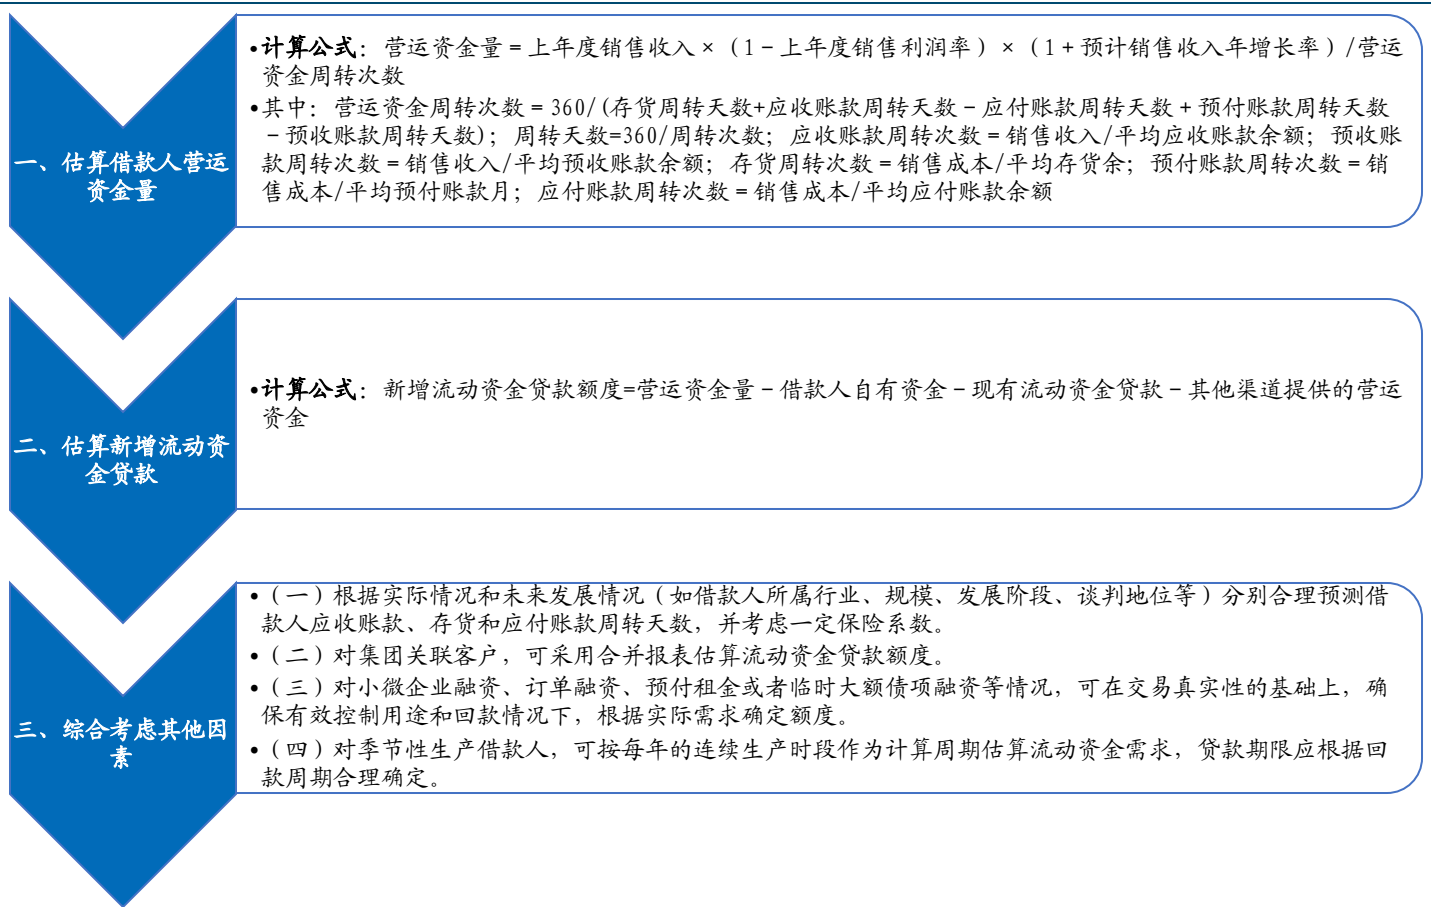 一、估算借款人营运
资金量
•计算公式：营运资金量＝上年度销售收入×（1－上年度销售利润率）×（1＋预计销售收入年增长率）/营运
资金周转次数
•其中：营运资金周转次数＝360/(存货周转天数+应收账款周转天数－应付账款周转天数＋预付账款周转天数
－预收账款周转天数)；周转天数=360/周转次数；应收账款周转次数＝销售收入/平均应收账款余额；预收账
款周转次数＝销售收入/平均预收账款余额；存货周转次数＝销售成本/平均存货余；预付账款周转次数＝销
售成本/平均预付账款月；应付账款周转次数＝销售成本/平均应付账款余额
二、估算新增流动资
金贷款
•计算公式：新增流动资金贷款额度=营运资金量－借款人自有资金－现有流动资金贷款－其他渠道提供的营运
资金
三、综合考虑其他因
素
•（一）根据实际情况和未来发展情况（如借款人所属行业、规模、发展阶段、谈判地位等）分别合理预测借
款人应收账款、存货和应付账款周转天数，并考虑一定保险系数。
•（二）对集团关联客户，可采用合并报表估算流动资金贷款额度。
•（三）对小微企业融资、订单融资、预付租金或者临时大额债项融资等情况，可在交易真实性的基础上，确
保有效控制用途和回款情况下，根据实际需求确定额度。
•（四）对季节性生产借款人，可按每年的连续生产时段作为计算周期估算流动资金需求，贷款期限应根据回
款周期合理确定。